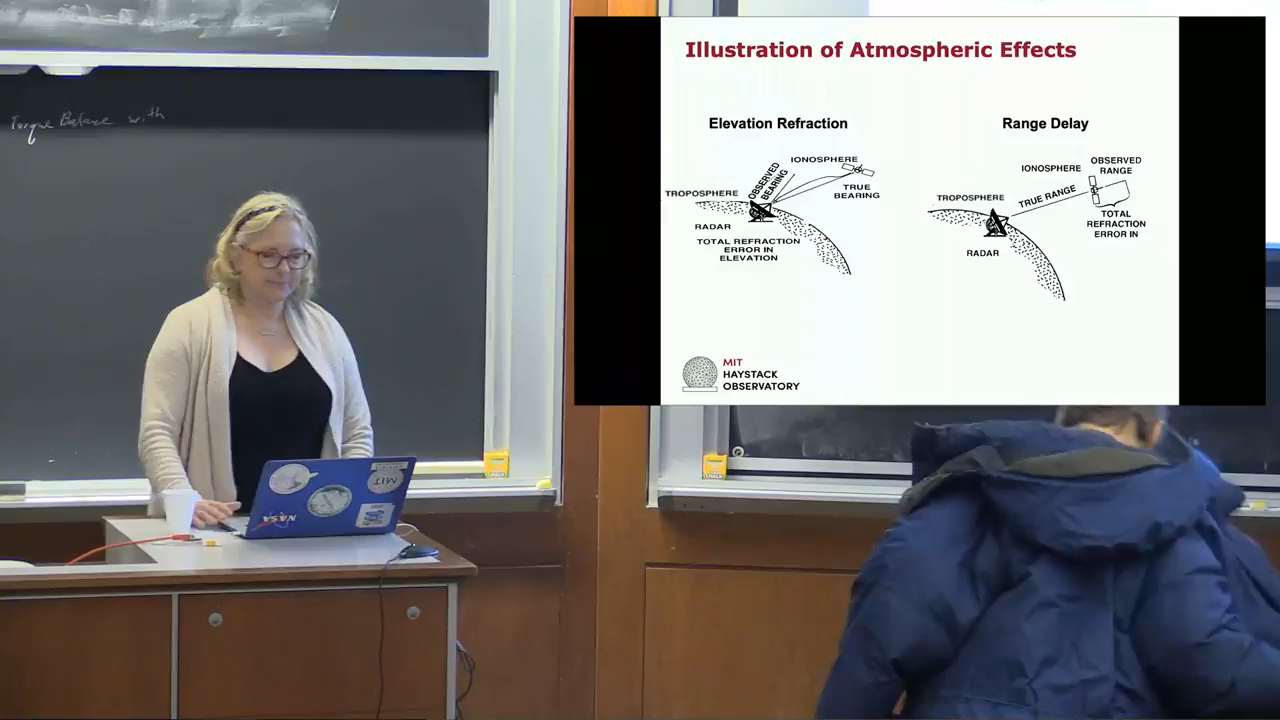 Torque Balance with
Illustration of Atmospheric Effects
Elevation Refraction
IONOSPHERE
OBSERVED
BEARING
TROPOSPHERE
TRUE
BEARING
RADAR
TOTAL REFRACTION
ERROR IN
ELEVATION
Range Delay
IONOSPHERE
OBSERVED
RANGE
TROPOSPHERE
TRUE RANGE
TOTAL
REFRACTION
ERROR IN
RADAR
MIT
HAYSTACK
OBSERVATORY
NASA
MIT